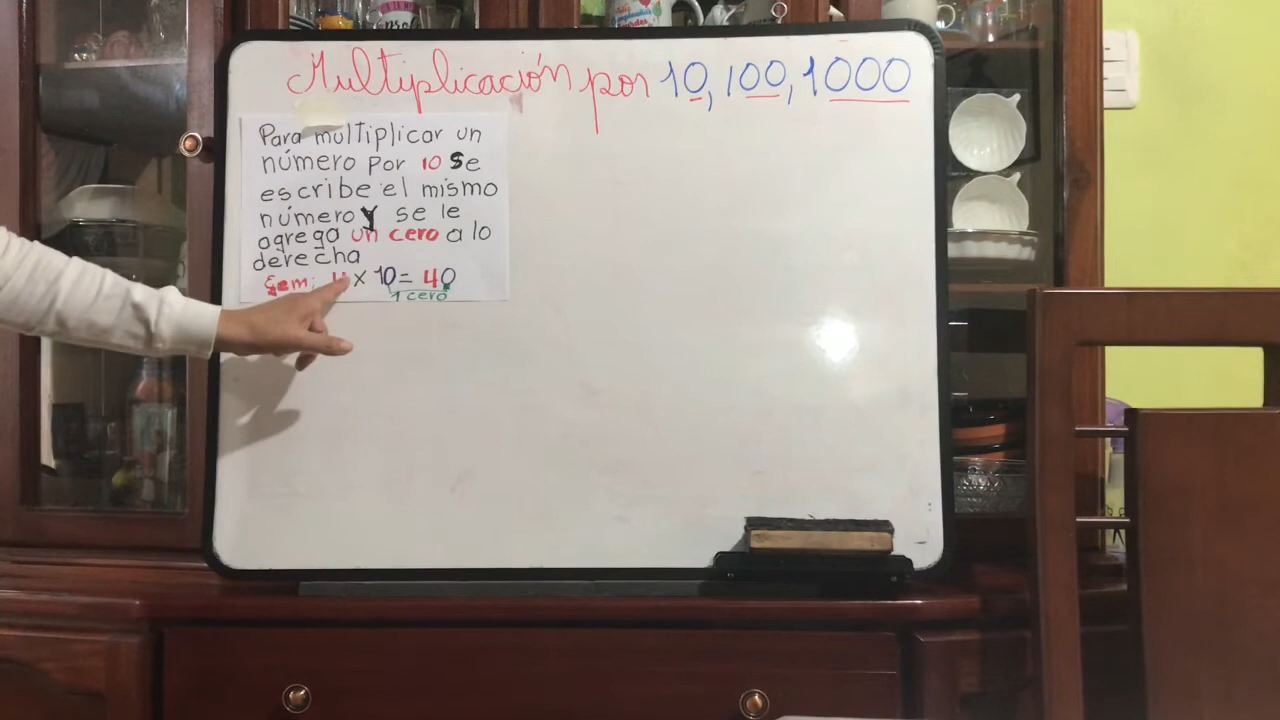 Multiplicación por 10, 100, 1000
Para multiplicar un
número por 10 se
escribe el mismo
número y se le
agrega un cero a lo
derecha
Ejem: 4 x 10 = 40
1 cero